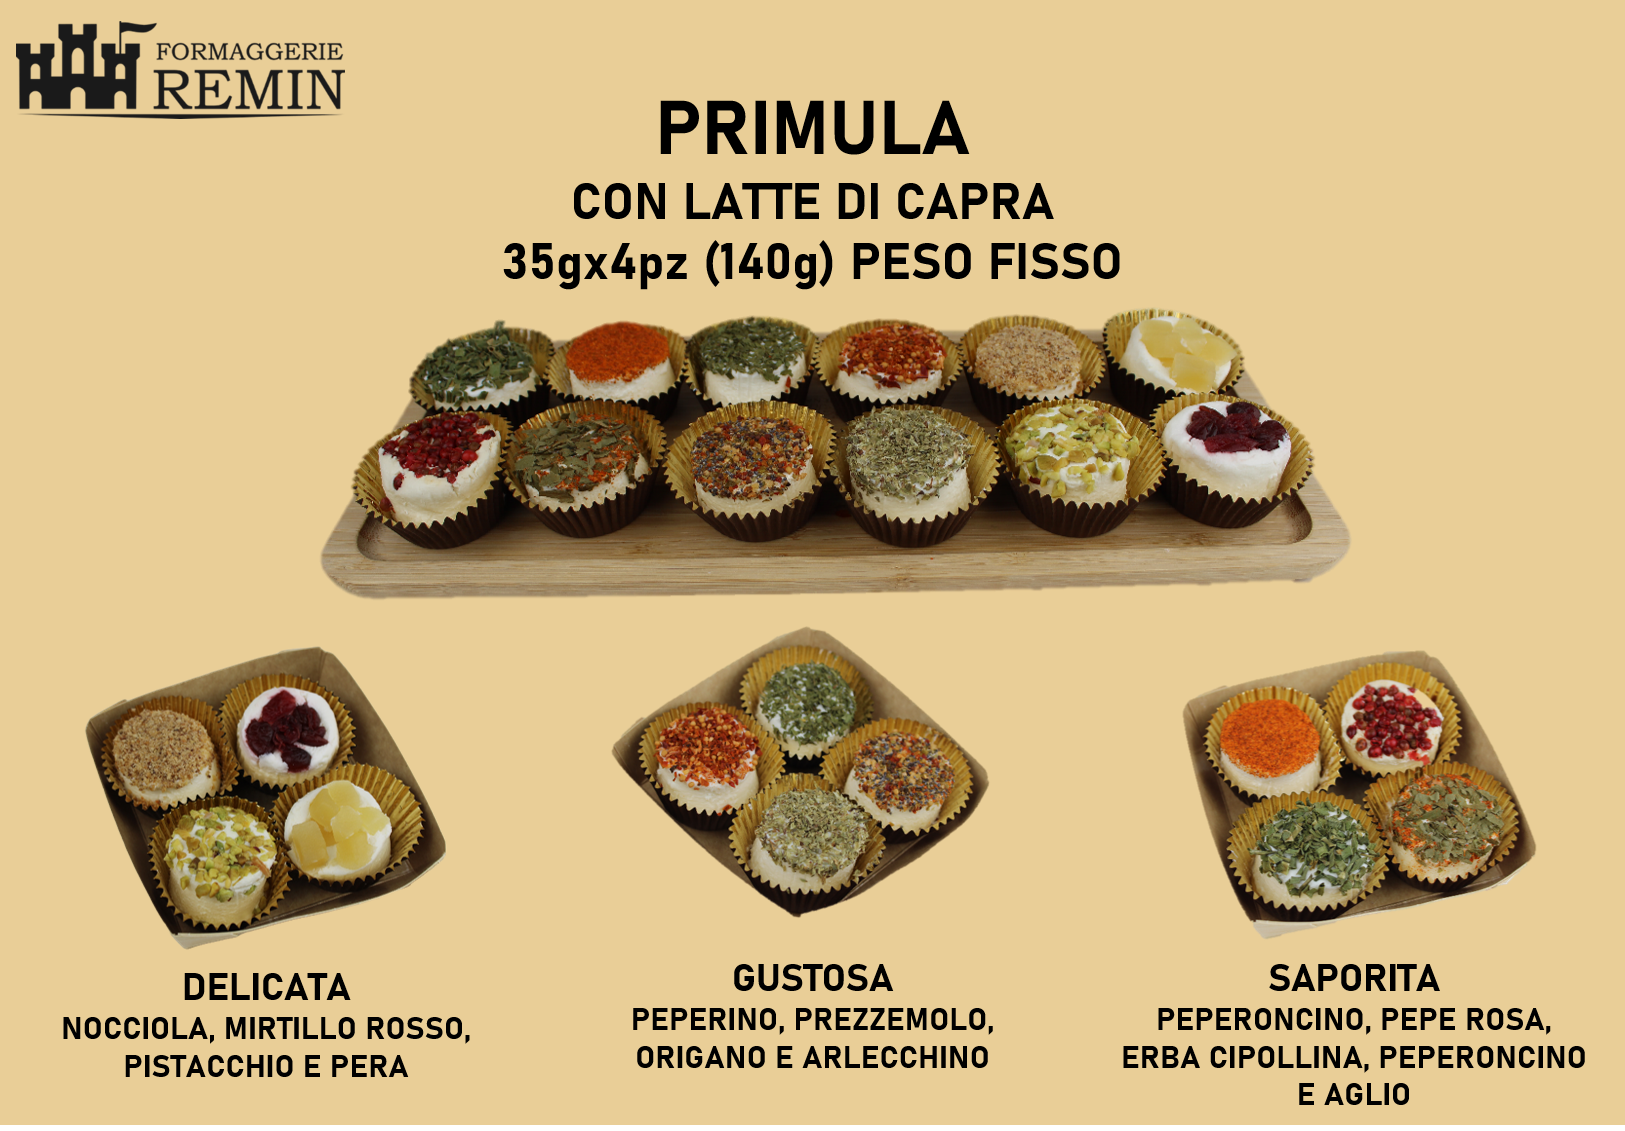 FORMAGGERIE
REMIN
PRIMULA
CON LATTE DI CAPRA
35gx4pz (140g) PESO FISSO
DELICATA
NOCCIOLA, MIRTILLO ROSSO,
PISTACCHIO E PERA
GUSTOSA
PEPERINO, PREZZEMOLO,
ORIGANO E ARLECCHINO
SAPORITA
PEPERONCINO, PEPE ROSA,
ERBA CIPOLLINA, PEPERONCINO
E AGLIO